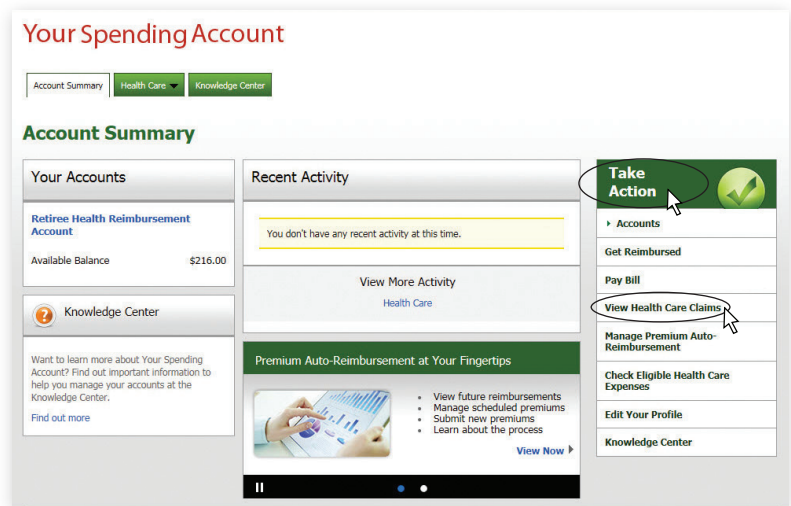 Your Spending Account
Account Summary
Health Care
Knowledge Center
Account Summary
Your Accounts
Retiree Health Reimbursement
Account
Available Balance $216.00
Knowledge Center
Want to learn more about Your Spending
Account? Find out important information to
help you manage your accounts at the
Knowledge Center.
Find out more
Recent Activity
You don't have any recent activity at this time.
View More Activity
Health Care
Premium Auto-Reimbursement at Your Fingertips
View future reimbursements
Manage scheduled premiums
Submit new premiums
Learn about the process
View Now
Take
Action
Accounts
Get Reimbursed
Pay Bill
View Health Care Claims
Manage Premium Auto-
Reimbursement
Check Eligible Health Care
Expenses
Edit Your Profile
Knowledge Center